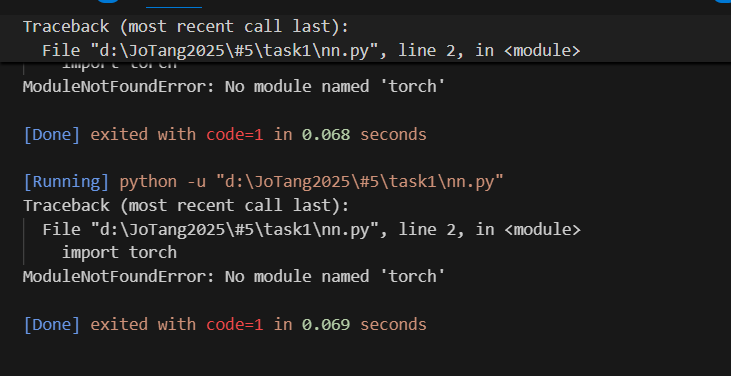 Traceback (most recent call last):
  File "d:\JoTang2025\#5\task1\nn.py", line 2, in <module>
    import torch
ModuleNotFoundError: No module named 'torch'

[Done] exited with code=1 in 0.068 seconds

[Running] python -u "d:\JoTang2025\#5\task1\nn.py"
Traceback (most recent call last):
  File "d:\JoTang2025\#5\task1\nn.py", line 2, in <module>
    import torch
ModuleNotFoundError: No module named 'torch'

[Done] exited with code=1 in 0.069 seconds